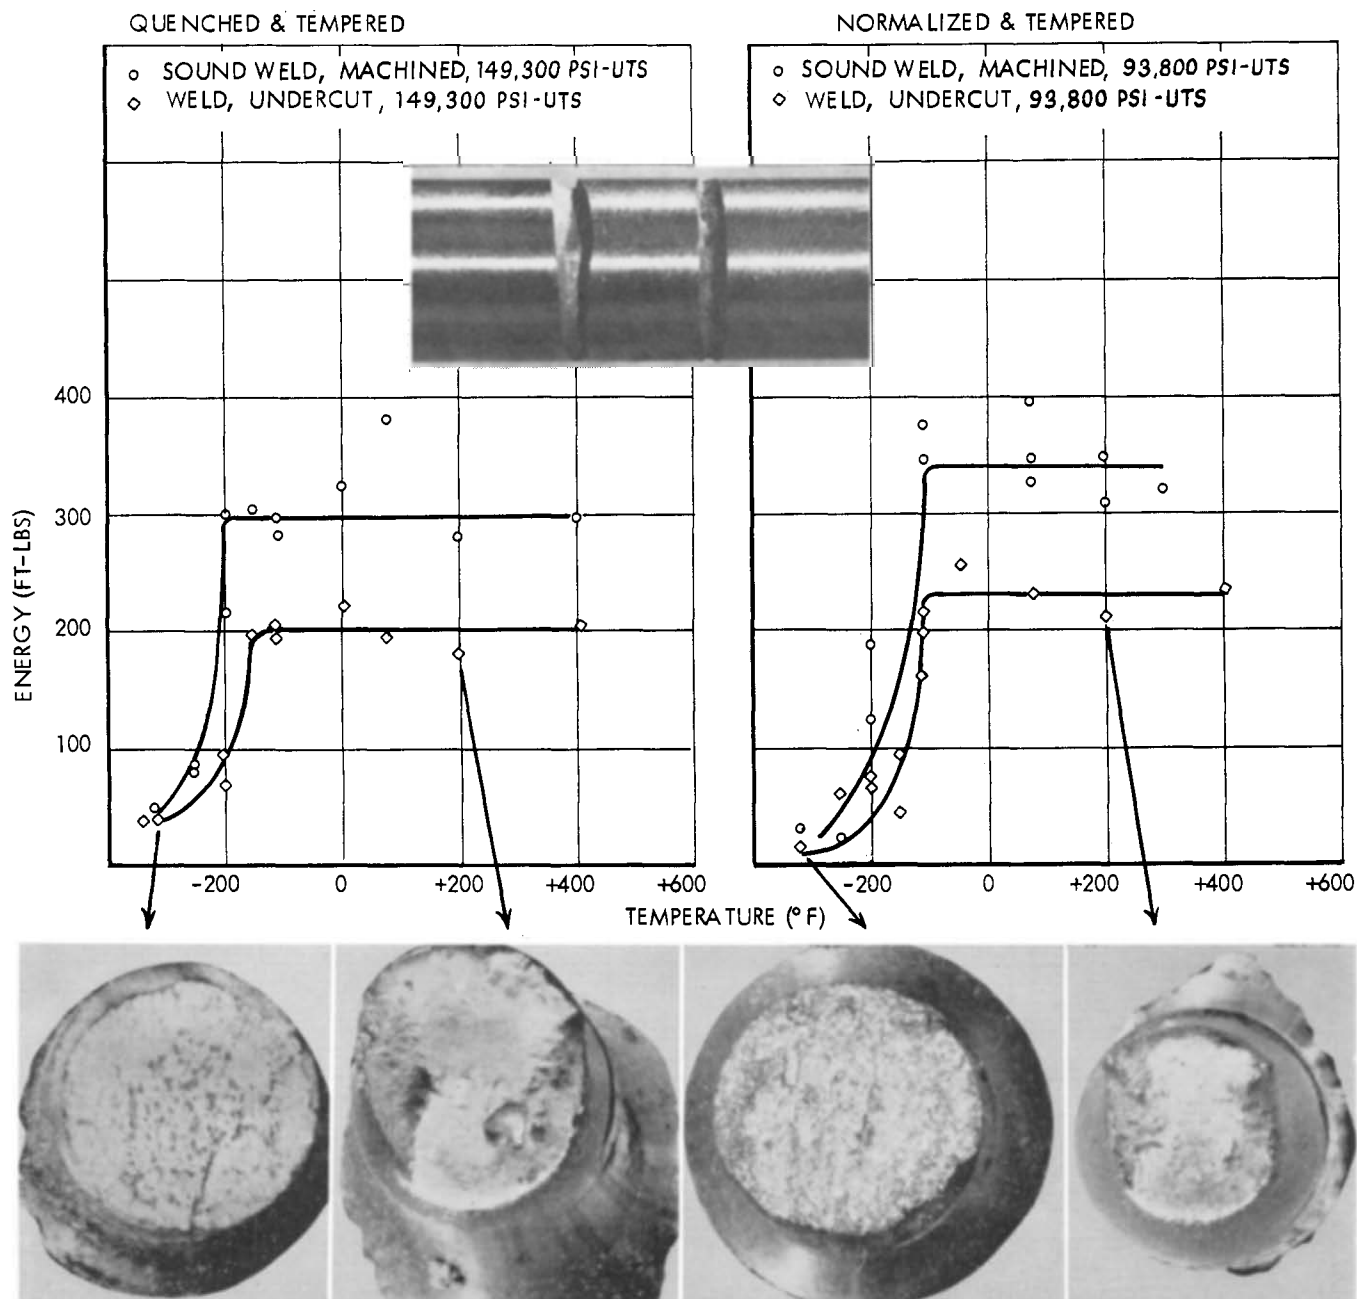 QUENCHED & TEMPERED
SOUND WELD, MACHINED, 149,300 PSI-UTS
WELD, UNDERCUT, 149,300 PSI-UTS
NORMALIZED & TEMPERED
SOUND WELD, MACHINED, 93,800 PSI-UTS
WELD, UNDERCUT, 93,800 PSI-UTS
ENERGY (FT-LBS)
400
300
200
100
-200 0 +200 +400 +600
-200 0 +200 +400 +600
TEMPERATURE (°F)